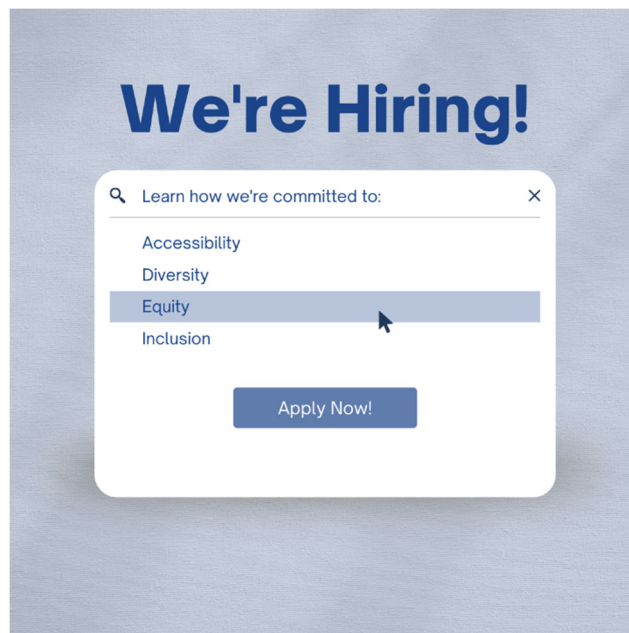 We're Hiring!
Learn how we're committed to:
Accessibility
Diversity
Equity
Inclusion
Apply Now!